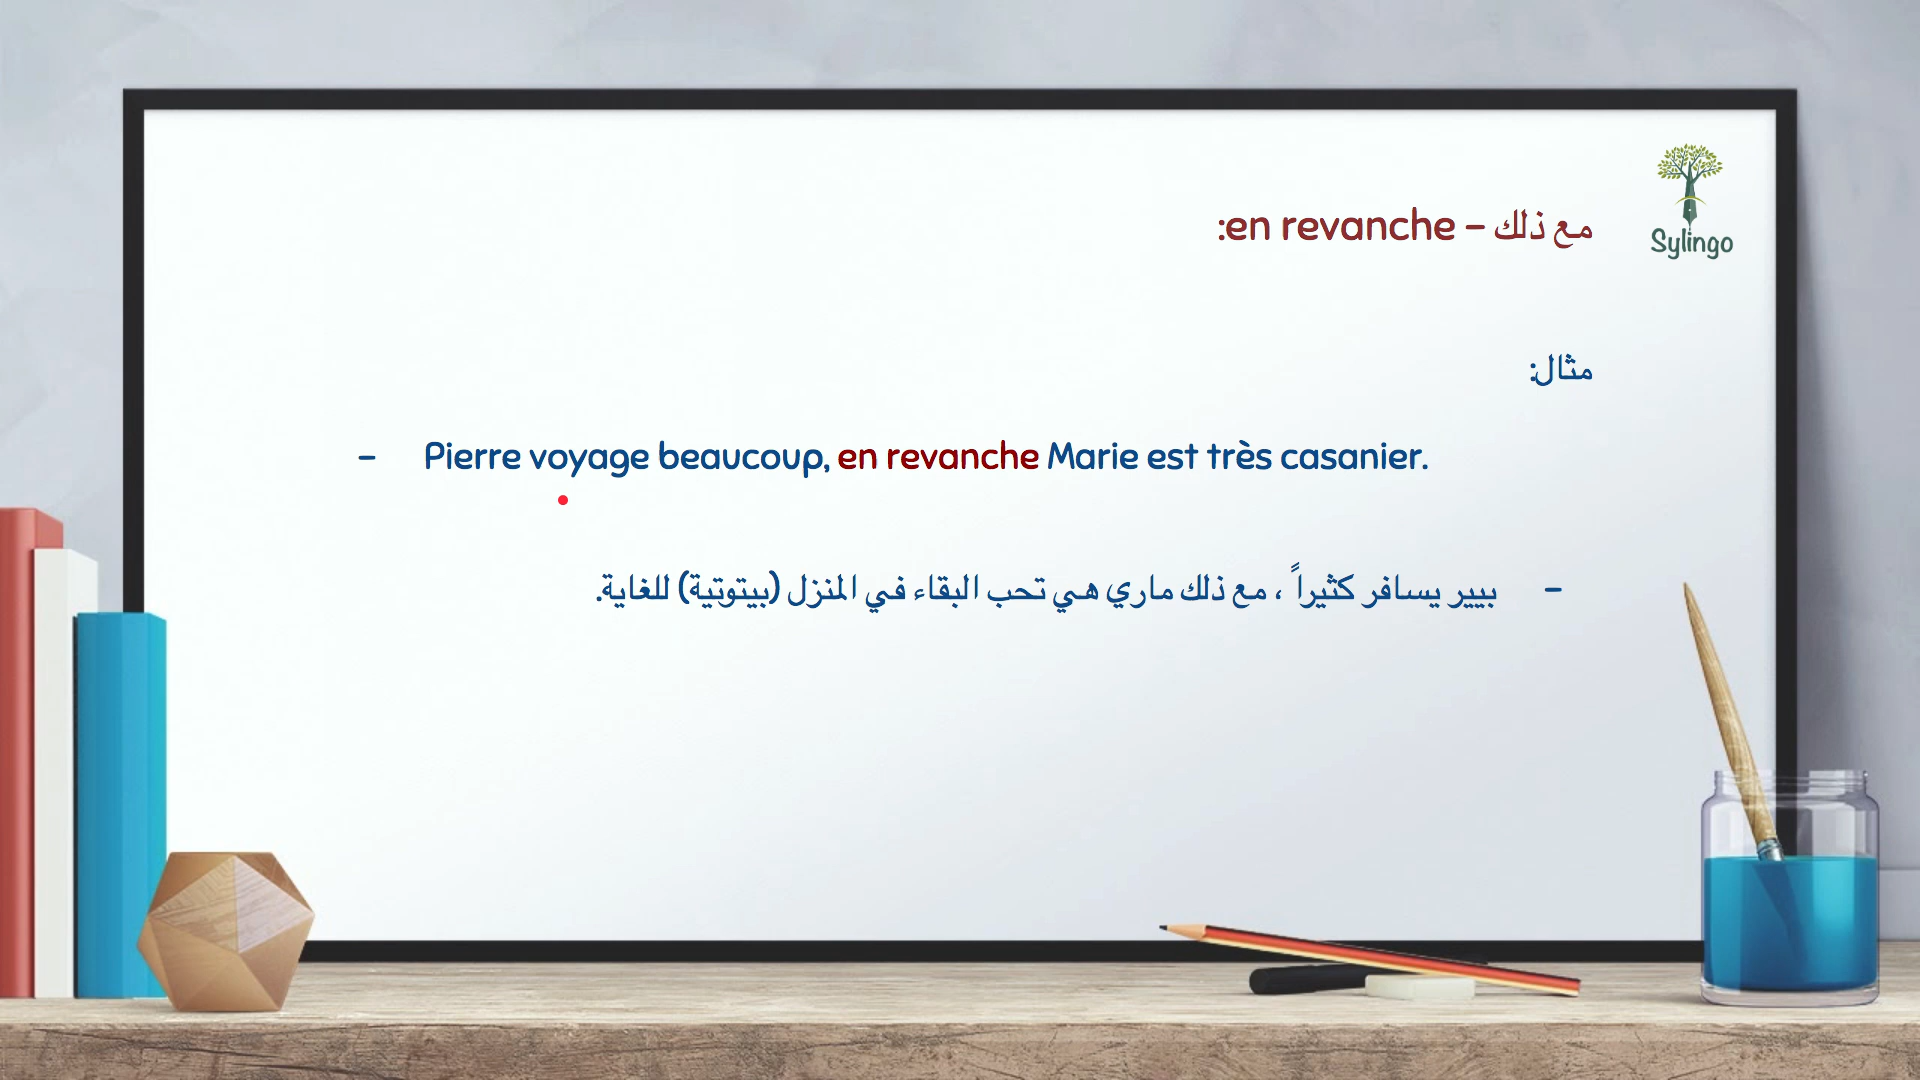 Sylingo
مع ذلك – en revanche:
مثال:
- Pierre voyage beaucoup, en revanche Marie est très casanier.
- بيير يسافر كثيراً ، مع ذلك ماري هي تحب البقاء في المنزل (بيتوتية) للغاية.